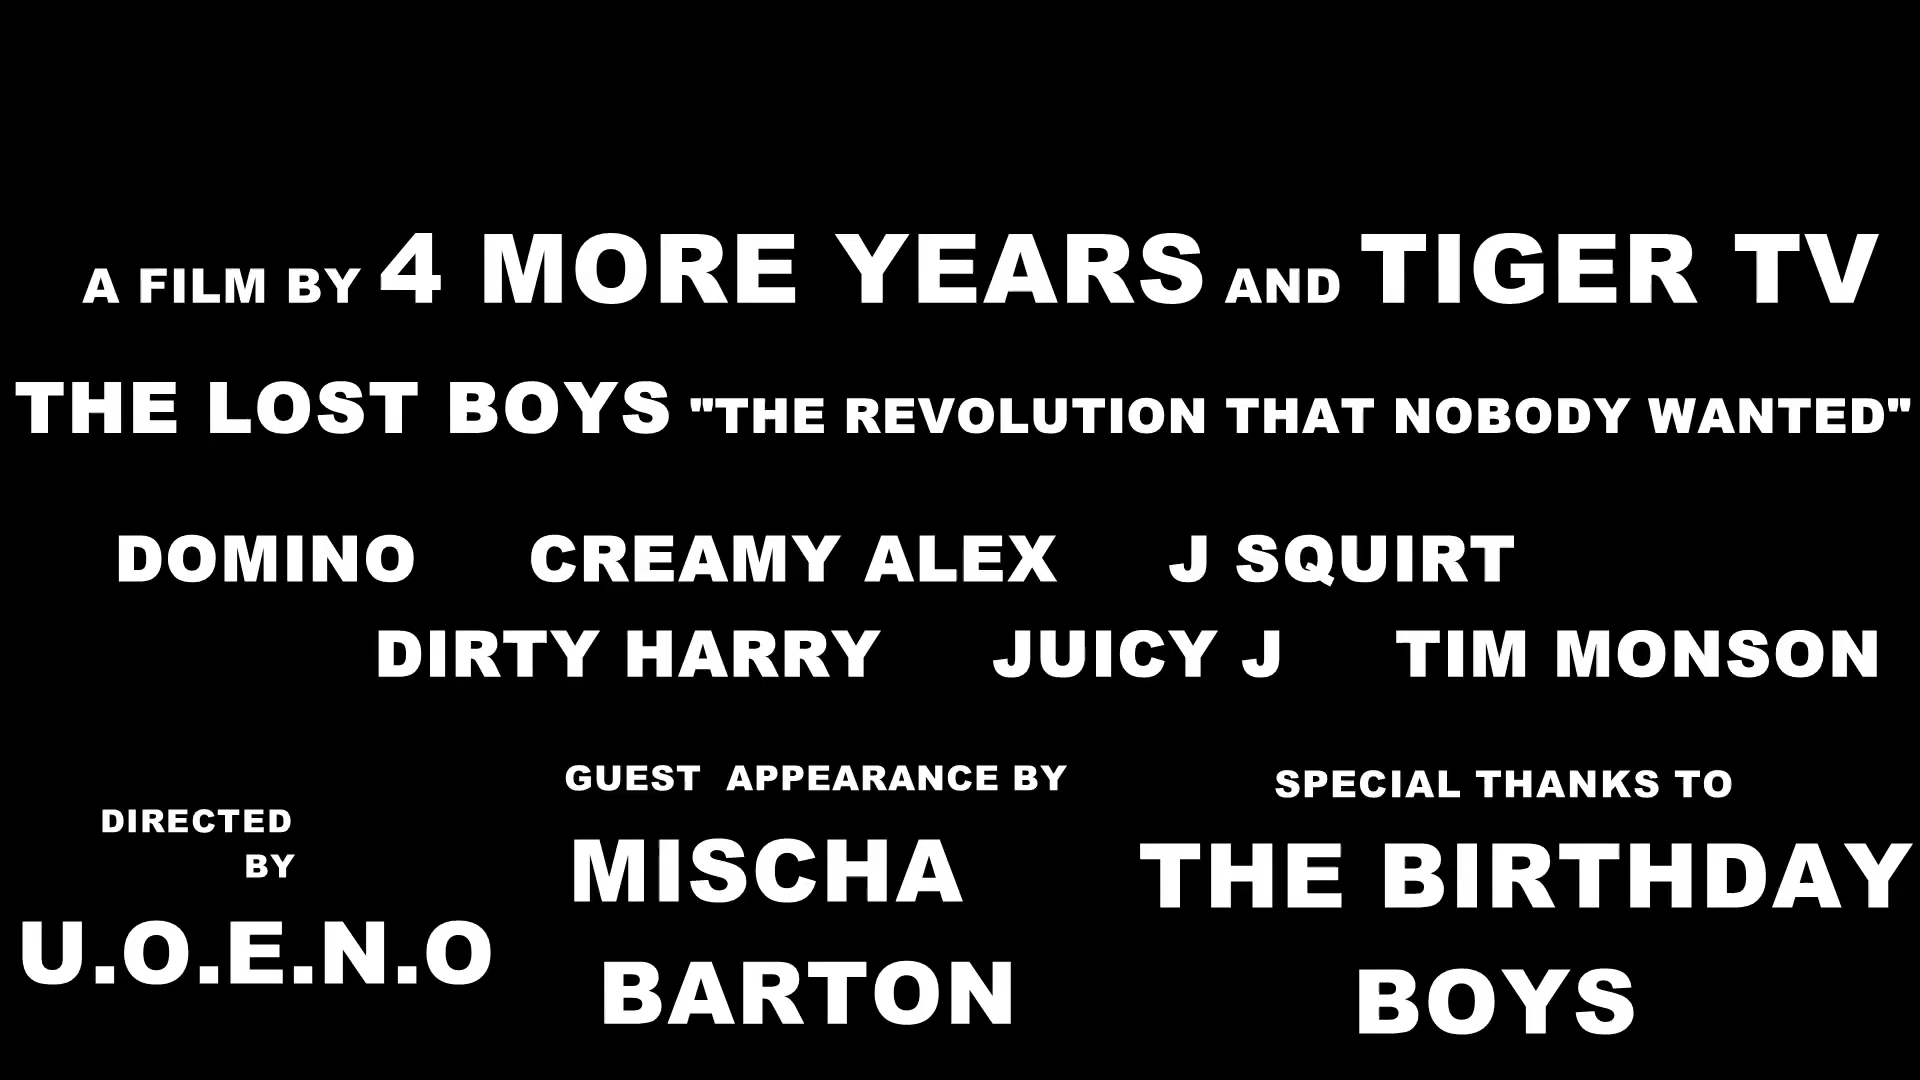 A FILM BY 4 MORE YEARS AND TIGER TV
THE LOST BOYS "THE REVOLUTION THAT NOBODY WANTED"
DOMINO CREAMY ALEX J SQUIRT
DIRTY HARRY JUICY J TIM MONSON
DIRECTED
BY
U.O.E.N.O
GUEST APPEARANCE BY
MISCHA
BARTON
SPECIAL THANKS TO
THE BIRTHDAY
BOYS